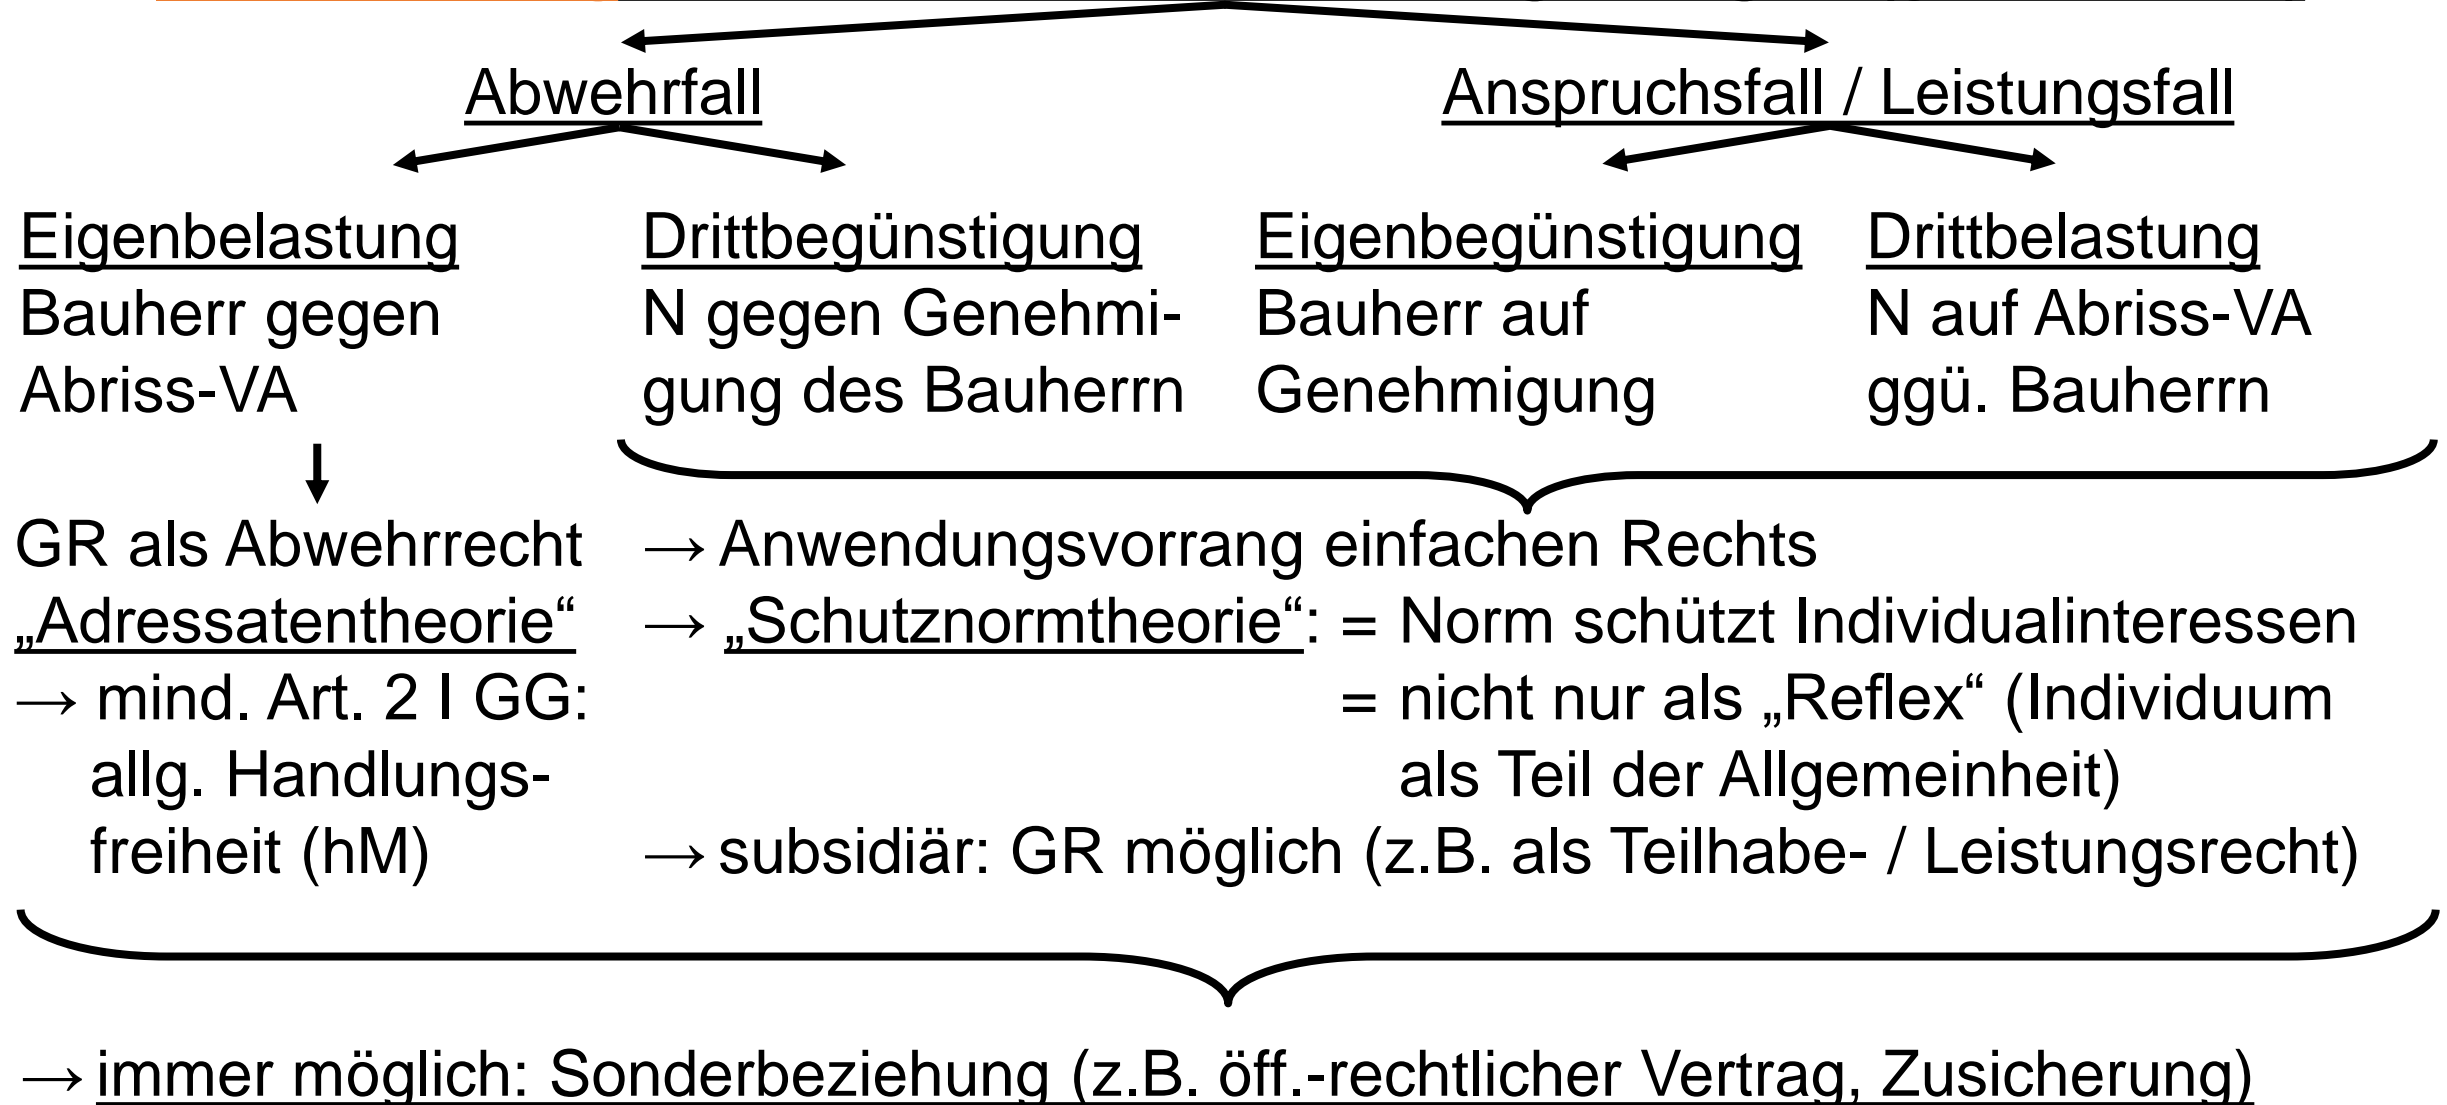 Abwehrfall
Anspruchsfall / Leistungsfall
Eigenbelastung
Bauherr gegen
Abriss-VA
Drittbegünstigung
N gegen Genehmi-
gung des Bauherrn
Eigenbegünstigung
Bauherr auf
Genehmigung
Drittbelastung
N auf Abriss-VA
ggü. Bauherrn
GR als Abwehrrecht
„Adressatentheorie“
→ mind. Art. 2 I GG:
allg. Handlungs-
freiheit (hM)
→ Anwendungsvorrang einfachen Rechts
→ „Schutznormtheorie“: = Norm schützt Individualinteressen
= nicht nur als „Reflex“ (Individuum
als Teil der Allgemeinheit)
→ subsidiär: GR möglich (z.B. als Teilhabe- / Leistungsrecht)
→ immer möglich: Sonderbeziehung (z.B. öff.-rechtlicher Vertrag, Zusicherung)